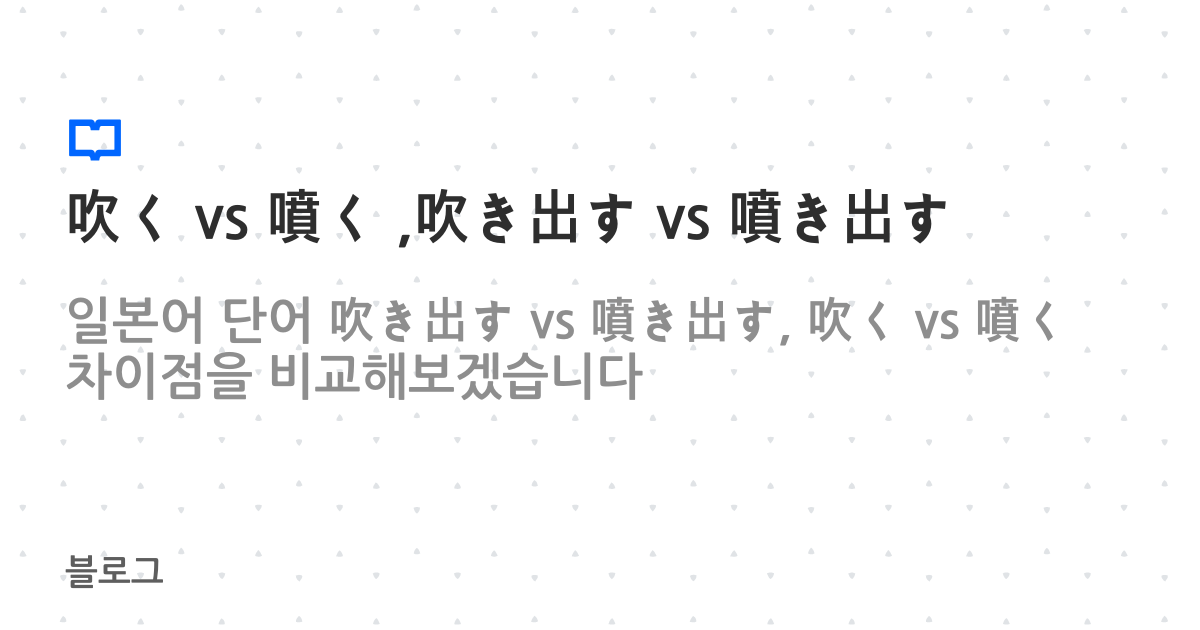 吹く vs 噴く ,吹き出す vs 噴き出す
일본어 단어 吹き出す vs 噴き出す, 吹く vs 噴く
차이점을 비교해보겠습니다
블로그